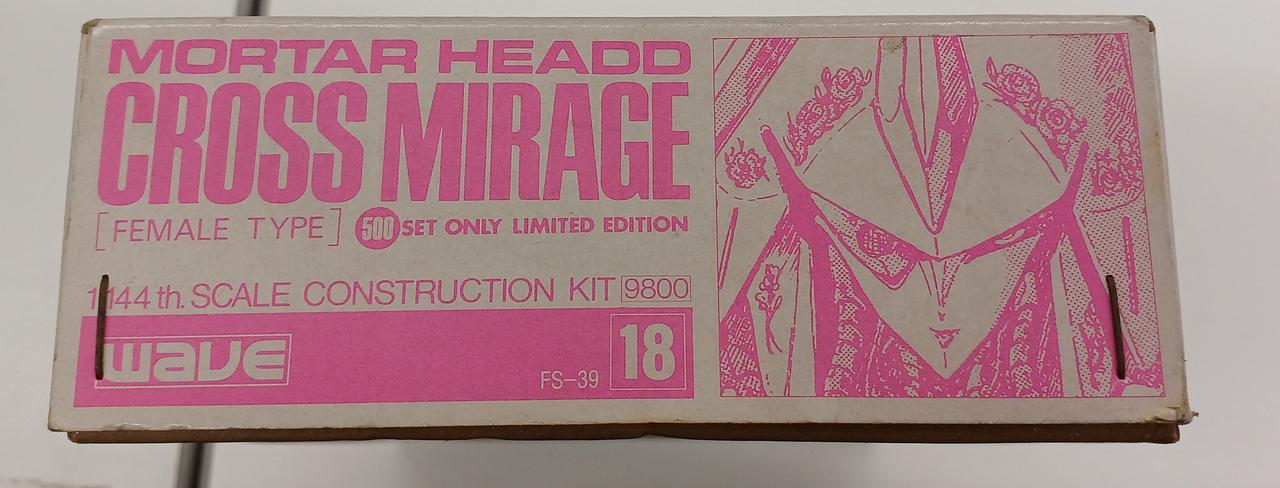 MORTAR HEADD
CROSS MIRAGE
[FEMALE TYPE] 500 SET ONLY LIMITED EDITION
1/144 th. SCALE CONSTRUCTION KIT 9800
wave
FS-39 18